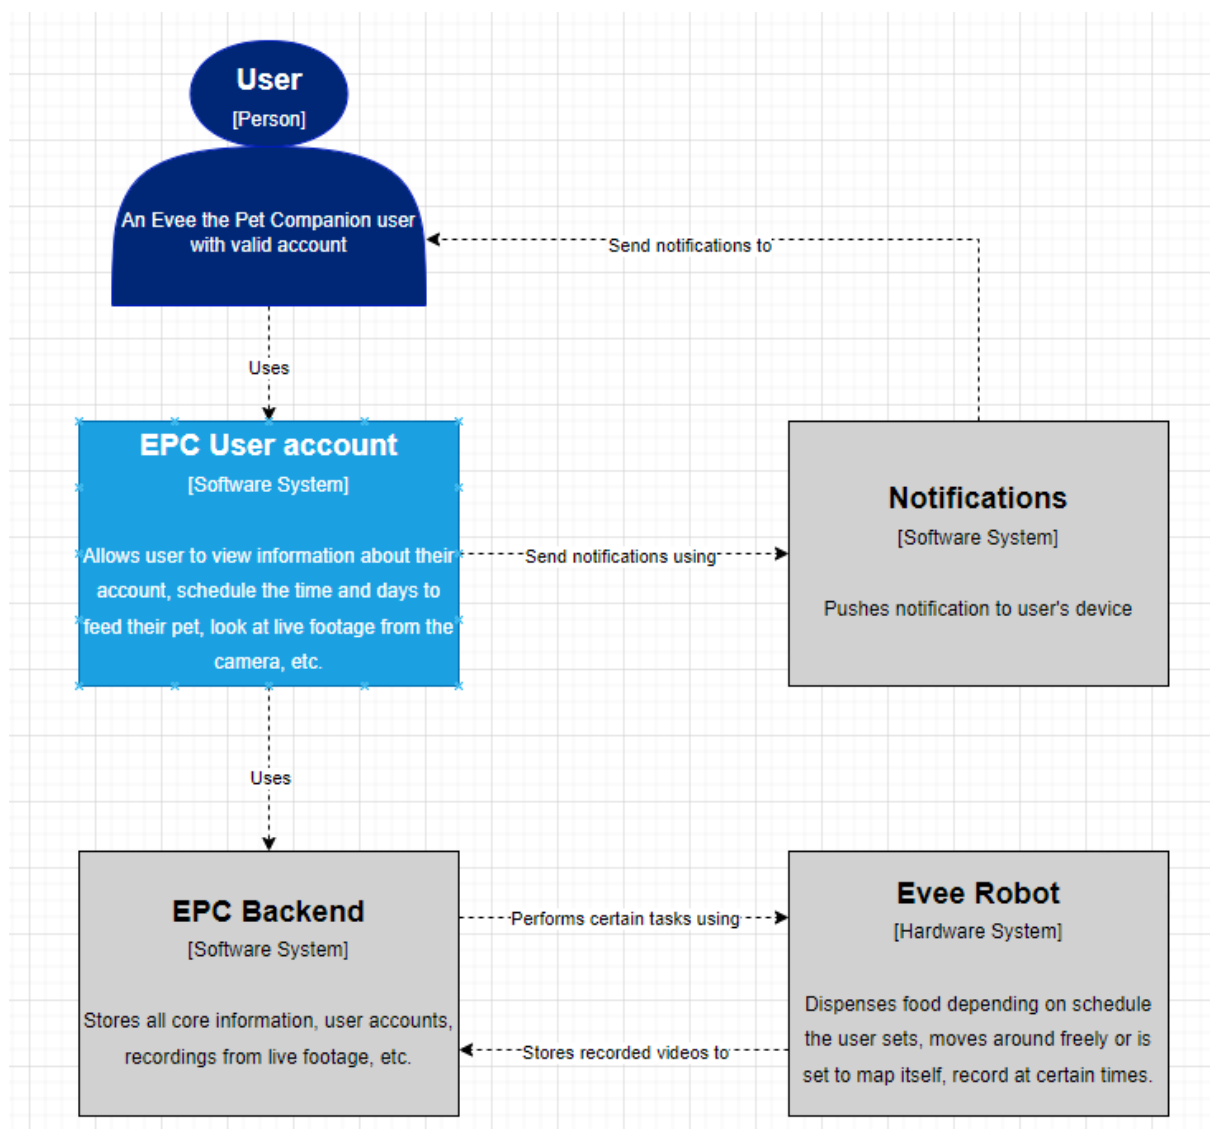 User
[Person]
An Evee the Pet Companion user
with valid account
Send notifications to
Uses
EPC User account
[Software System]
Allows user to view information about their
account, schedule the time and days to
feed their pet, look at live footage from the
camera, etc.
Send notifications using
Notifications
[Software System]
Pushes notification to user's device
Uses
EPC Backend
[Software System]
Stores all core information, user accounts,
recordings from live footage, etc.
Performs certain tasks using
Stores recorded videos to
Evee Robot
[Hardware System]
Dispenses food depending on schedule
the user sets, moves around freely or is
set to map itself, record at certain times.